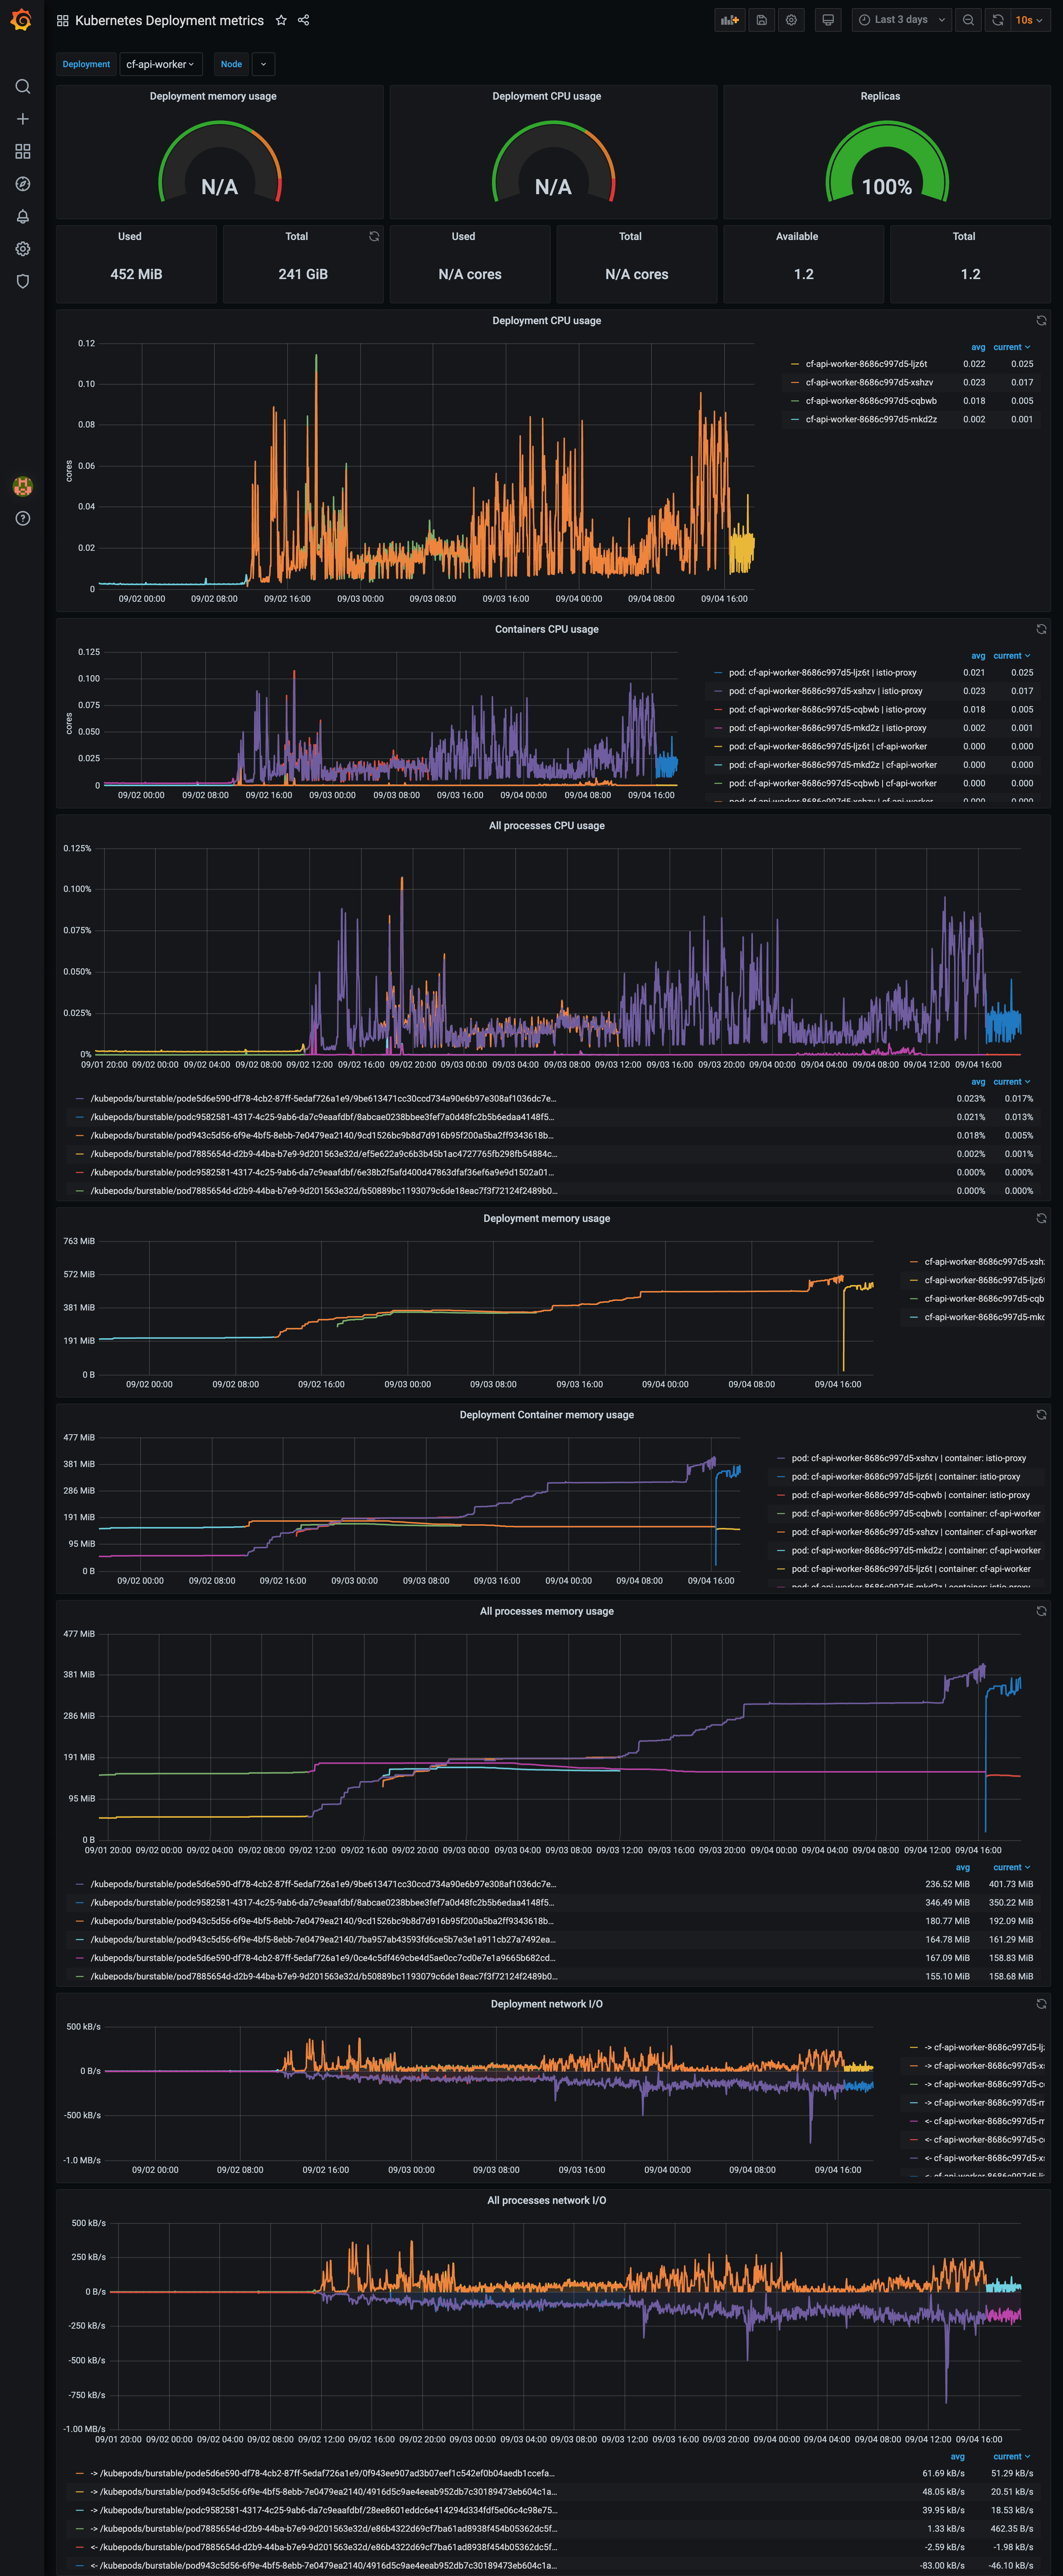 Kubernetes Deployment metrics
Last 3 days
10s
Deployment cf-api-worker Node
Deployment memory usage
N/A
Deployment CPU usage
N/A
Replicas
100%
Used
452 MiB
Total
241 GiB
Used
N/A cores
Total
N/A cores
Available
1.2
Total
1.2
Deployment CPU usage
cores
0.12
0.10
0.08
0.06
0.04
0.02
0
09/02 00:00 09/02 08:00 09/02 16:00 09/03 00:00 09/03 08:00 09/03 16:00 09/04 00:00 09/04 08:00 09/04 16:00
avg current
cf-api-worker-8686c997d5-ljz6t 0.022 0.025
cf-api-worker-8686c997d5-xshzv 0.023 0.017
cf-api-worker-8686c997d5-cqbwb 0.018 0.005
cf-api-worker-8686c997d5-mkd2z 0.002 0.001
Containers CPU usage
cores
0.125
0.100
0.075
0.050
0.025
0
09/02 00:00 09/02 08:00 09/02 16:00 09/03 00:00 09/03 08:00 09/03 16:00 09/04 00:00 09/04 08:00 09/04 16:00
avg current
pod: cf-api-worker-8686c997d5-ljz6t | istio-proxy 0.021 0.025
pod: cf-api-worker-8686c997d5-xshzv | istio-proxy 0.023 0.017
pod: cf-api-worker-8686c997d5-cqbwb | istio-proxy 0.018 0.005
pod: cf-api-worker-8686c997d5-mkd2z | istio-proxy 0.002 0.001
pod: cf-api-worker-8686c997d5-ljz6t | cf-api-worker 0.000 0.000
pod: cf-api-worker-8686c997d5-mkd2z | cf-api-worker 0.000 0.000
pod: cf-api-worker-8686c997d5-cqbwb | cf-api-worker 0.000 0.000
pod: cf-api-worker-8686c997d5-xshzv | cf-api-worker 0.000 0.000
All processes CPU usage
0.125%
0.100%
0.075%
0.050%
0.025%
0%
09/01 20:00 09/02 00:00 09/02 04:00 09/02 08:00 09/02 12:00 09/02 16:00 09/02 20:00 09/03 00:00 09/03 04:00 09/03 08:00 09/03 12:00 09/03 16:00 09/03 20:00 09/04 00:00 09/04 04:00 09/04 08:00 09/04 12:00 09/04 16:00
avg current
/kubepods/burstable/pode5d6e590-df78-4cb2-87ff-5edaf726a1e9/9be613471cc30ccd734a90e6b97e308af1036dc7e... 0.023% 0.017%
/kubepods/burstable/podc9582581-4317-4c25-9ab6-da7c9eaafdbf/8abcae0238bbee3fef7a0d48fc2b5b6edaa4148f5... 0.021% 0.013%
/kubepods/burstable/pod943c5d56-6f9e-4bf5-8ebb-7e0479ea2140/9cd1526bc9b8d7d916b95f200a5ba2ff9343618b... 0.018% 0.005%
/kubepods/burstable/pod7885654d-d2b9-44ba-b7e9-9d201563e32d/ef5e622a9c6b3b45b1ac4727765fb298fb54884c... 0.002% 0.001%
/kubepods/burstable/podc9582581-4317-4c25-9ab6-da7c9eaafdbf/6e38b2f5afd400d47863dfaf36ef6a9e9d1502a01... 0.000% 0.000%
/kubepods/burstable/pod7885654d-d2b9-44ba-b7e9-9d201563e32d/b50889bc1193079c6de18eac7f3f72124f2489b0... 0.000% 0.000%
Deployment memory usage
763 MiB
572 MiB
381 MiB
191 MiB
0 B
09/02 00:00 09/02 08:00 09/02 16:00 09/03 00:00 09/03 08:00 09/03 16:00 09/04 00:00 09/04 08:00 09/04 16:00
cf-api-worker-8686c997d5-xsh
cf-api-worker-8686c997d5-ljz6
cf-api-worker-8686c997d5-cqb
cf-api-worker-8686c997d5-mk
Deployment Container memory usage
477 MiB
381 MiB
286 MiB
191 MiB
95 MiB
0 B
09/02 00:00 09/02 08:00 09/02 16:00 09/03 00:00 09/03 08:00 09/03 16:00 09/04 00:00 09/04 08:00 09/04 16:00
pod: cf-api-worker-8686c997d5-xshzv | container: istio-proxy
pod: cf-api-worker-8686c997d5-ljz6t | container: istio-proxy
pod: cf-api-worker-8686c997d5-cqbwb | container: istio-proxy
pod: cf-api-worker-8686c997d5-cqbwb | container: cf-api-worker
pod: cf-api-worker-8686c997d5-xshzv | container: cf-api-worker
pod: cf-api-worker-8686c997d5-mkd2z | container: cf-api-worker
pod: cf-api-worker-8686c997d5-ljz6t | container: cf-api-worker
pod: cf-api-worker-8686c997d5-mkd2z | container: istio-proxy
All processes memory usage
477 MiB
381 MiB
286 MiB
191 MiB
95 MiB
0 B
09/01 20:00 09/02 00:00 09/02 04:00 09/02 08:00 09/02 12:00 09/02 16:00 09/02 20:00 09/03 00:00 09/03 04:00 09/03 08:00 09/03 12:00 09/03 16:00 09/03 20:00 09/04 00:00 09/04 04:00 09/04 08:00 09/04 12:00 09/04 16:00
avg current
/kubepods/burstable/pode5d6e590-df78-4cb2-87ff-5edaf726a1e9/9be613471cc30ccd734a90e6b97e308af1036dc7e... 236.52 MiB 401.73 MiB
/kubepods/burstable/podc9582581-4317-4c25-9ab6-da7c9eaafdbf/8abcae0238bbee3fef7a0d48fc2b5b6edaa4148f5... 346.49 MiB 350.22 MiB
/kubepods/burstable/pod943c5d56-6f9e-4bf5-8ebb-7e0479ea2140/9cd1526bc9b8d7d916b95f200a5ba2ff9343618b... 180.77 MiB 192.09 MiB
/kubepods/burstable/pod943c5d56-6f9e-4bf5-8ebb-7e0479ea2140/7ba957ab43593fd6ce5b7e3e1a911cb27a7492ea... 164.78 MiB 161.29 MiB
/kubepods/burstable/pode5d6e590-df78-4cb2-87ff-5edaf726a1e9/0ce4c5df469cbe4d5ae0cc7cd0e7e1a9665b682cd... 167.09 MiB 158.83 MiB
/kubepods/burstable/pod7885654d-d2b9-44ba-b7e9-9d201563e32d/b50889bc1193079c6de18eac7f3f72124f2489b0... 155.10 MiB 158.68 MiB
Deployment network I/O
500 kB/s
0 B/s
-500 kB/s
-1.0 MB/s
09/02 00:00 09/02 08:00 09/02 16:00 09/03 00:00 09/03 08:00 09/03 16:00 09/04 00:00 09/04 08:00 09/04 16:00
-> cf-api-worker-8686c997d5-lj
-> cf-api-worker-8686c997d5-x
-> cf-api-worker-8686c997d5-c
-> cf-api-worker-8686c997d5-m
<- cf-api-worker-8686c997d5-m
<- cf-api-worker-8686c997d5-c
<- cf-api-worker-8686c997d5-x
<- cf-api-worker-8686c997d5-lj
All processes network I/O
500 kB/s
250 kB/s
0 B/s
-250 kB/s
-500 kB/s
-750 kB/s
-1.00 MB/s
09/01 20:00 09/02 00:00 09/02 04:00 09/02 08:00 09/02 12:00 09/02 16:00 09/02 20:00 09/03 00:00 09/03 04:00 09/03 08:00 09/03 12:00 09/03 16:00 09/03 20:00 09/04 00:00 09/04 04:00 09/04 08:00 09/04 12:00 09/04 16:00
avg current
-> /kubepods/burstable/pode5d6e590-df78-4cb2-87ff-5edaf726a1e9/0f943ee907ad3b07eef1c542ef0b04aedb1ccefa... 61.69 kB/s 51.29 kB/s
-> /kubepods/burstable/pod943c5d56-6f9e-4bf5-8ebb-7e0479ea2140/4916d5c9ae4eeab952db7c30189473eb604c1a... 48.05 kB/s 20.51 kB/s
-> /kubepods/burstable/podc9582581-4317-4c25-9ab6-da7c9eaafdbf/28ee8601eddc6e414294d334fdf5e06c4c98e75... 39.95 kB/s 18.53 kB/s
-> /kubepods/burstable/pod7885654d-d2b9-44ba-b7e9-9d201563e32d/e86b4322d69cf7ba61ad8938f454b05362dc5f... 1.33 kB/s 462.35 B/s
<- /kubepods/burstable/pod7885654d-d2b9-44ba-b7e9-9d201563e32d/e86b4322d69cf7ba61ad8938f454b05362dc5f... -2.59 kB/s -1.98 kB/s
<- /kubepods/burstable/pod943c5d56-6f9e-4bf5-8ebb-7e0479ea2140/4916d5c9ae4eeab952db7c30189473eb604c1a... -83.00 kB/s -46.10 kB/s